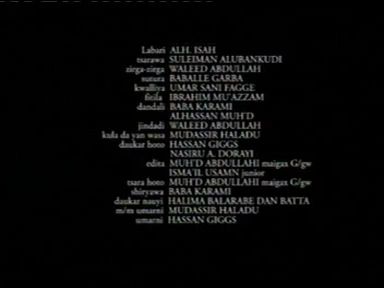 Labari ALH. ISAH
tsarawa SULEIMAN ALUBANKUDI
zirga-zirga WALEED ABDULLAH
sutura BABALLE GARBA
kwalliya UMAR SANI FAGGE
fitila IBRAHIM MU'AZZAM
dandali BABA KARAMI
ALHASSAN MUH'D
jindadi WALEED ABDULLAH
kula da yan wasa MUDASSIR HALADU
daukar hoto HASSAN GIGGS
NASIRU A. DORAYI
edita MUH'D ABDULLAHI maigax G/gw
ISMA'IL USAMN junior
tsara hoto MUH'D ABDULLAHI maigax G/gw
shiryawa BABA KARAMI
daukar nauyi HALIMA BALARABE DAN BATTA
m/m umarni MUDASSIR HALADU
umarni HASSAN GIGGS